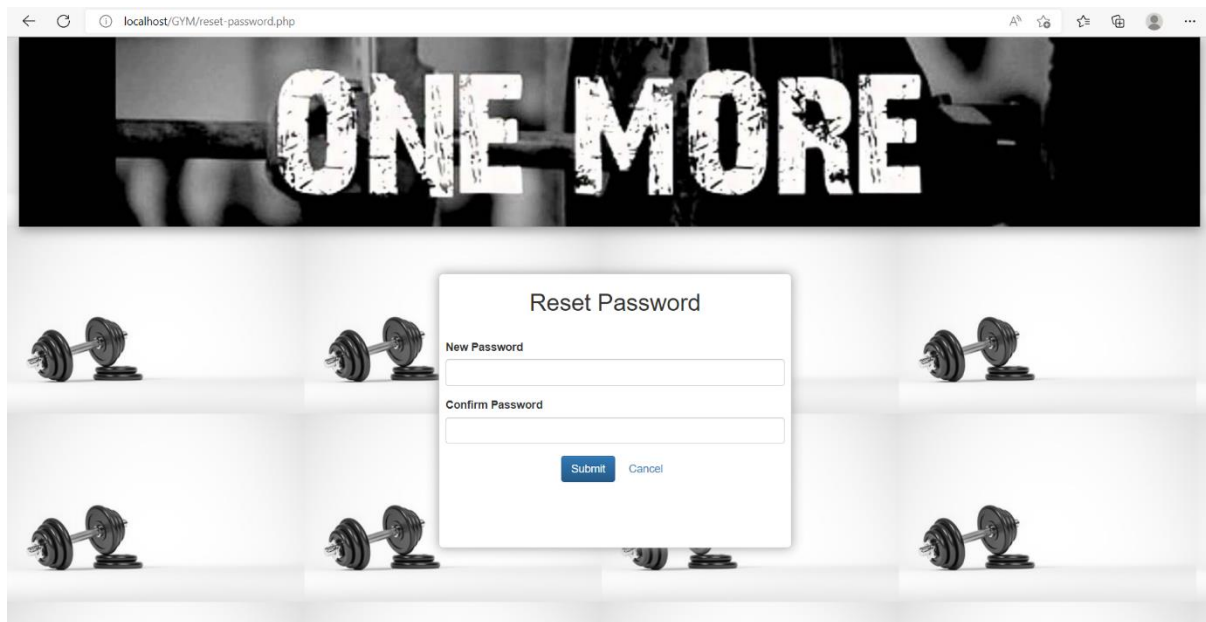 localhost/GYM/reset-password.php
ONE MORE
Reset Password
New Password
Confirm Password
Submit Cancel